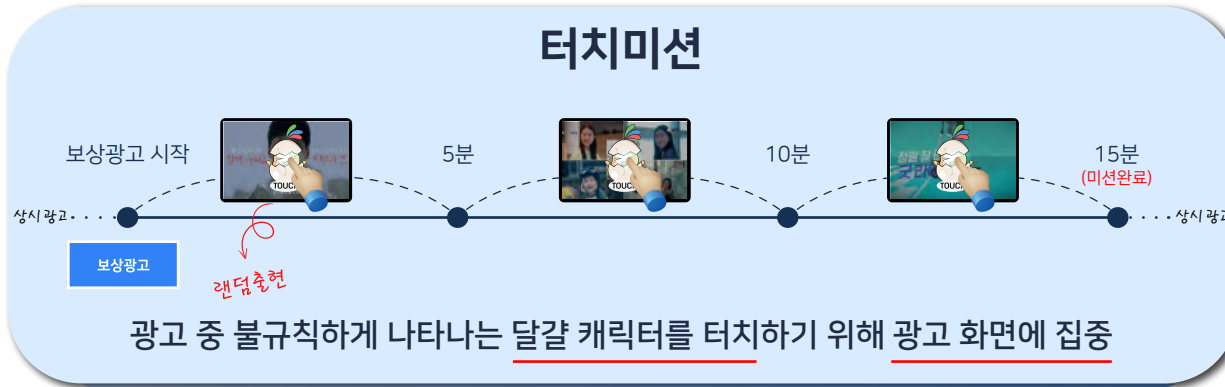 터치미션
보상광고 시작
5분
10분
15분
(미션완료)
TOUCH
TOUCH
TOUCH
상시광고
상시광고
보상광고
랜덤출현
광고 중 불규칙하게 나타나는 달걀 캐릭터를 터치하기 위해 광고 화면에 집중